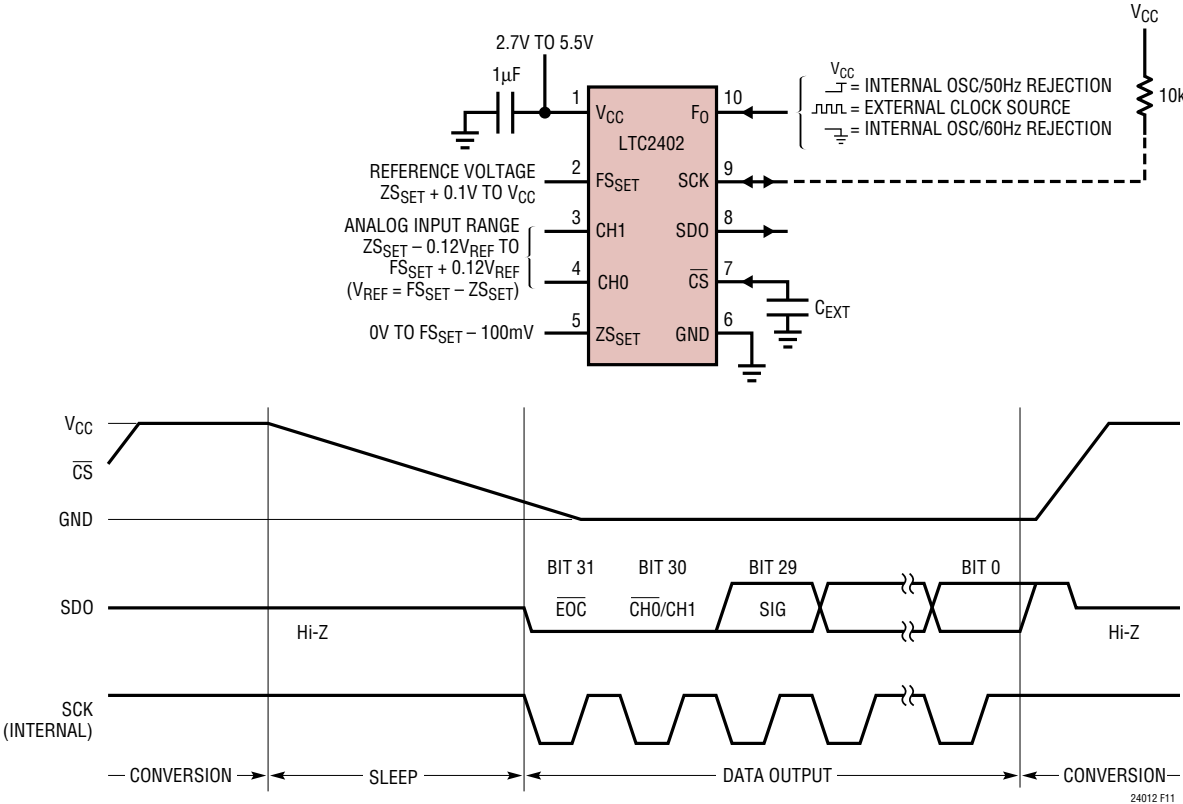 VCC
2.7V TO 5.5V
1µF
10k
1
VCC
10
FO
VCC
= INTERNAL OSC/50Hz REJECTION
= EXTERNAL CLOCK SOURCE
= INTERNAL OSC/60Hz REJECTION
LTC2402
REFERENCE VOLTAGE
ZSSET + 0.1V TO VCC
2
FSSET
SCK
9
ANALOG INPUT RANGE
ZSSET – 0.12VREF TO
FSSET + 0.12VREF
(VREF = FSSET – ZSSET)
3
CH1
SDO
8
4
CH0
CS
7
CEXT
0V TO FSSET – 100mV
5
ZSSET
GND
6
VCC
CS
GND
BIT 31
BIT 30
BIT 29
BIT 0
SDO
EOC
CH0/CH1
SIG
Hi-Z
Hi-Z
SCK
(INTERNAL)
CONVERSION
SLEEP
DATA OUTPUT
CONVERSION
24012 F11